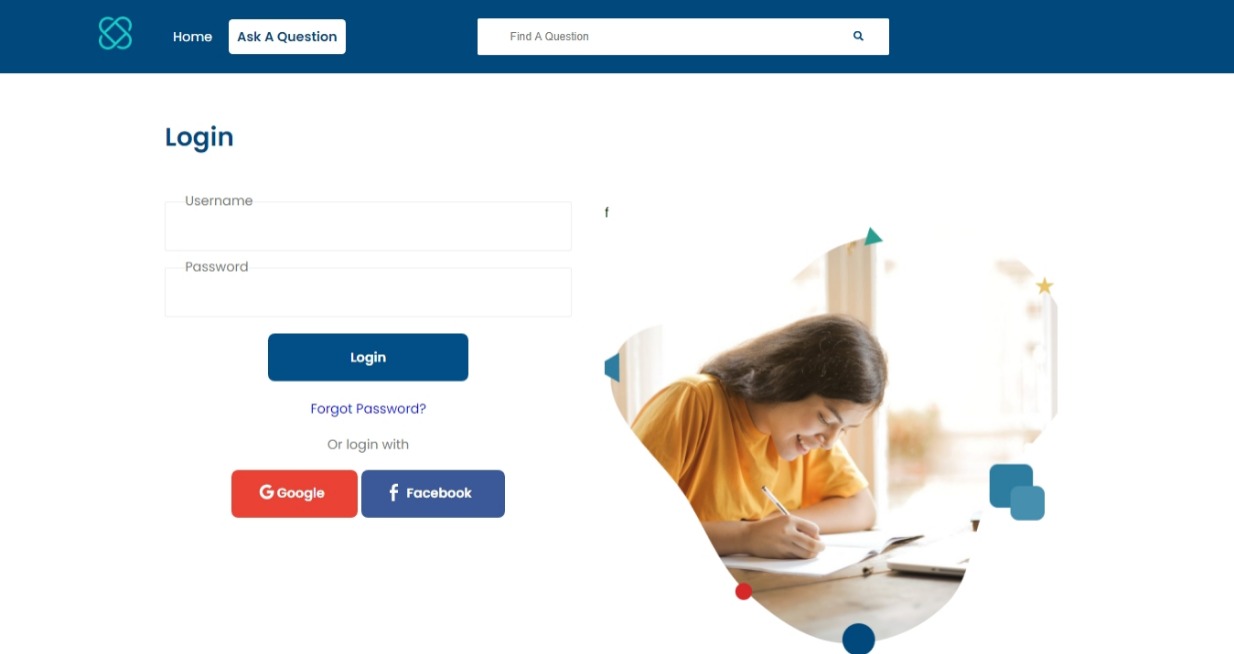 Home Ask A Question Find A Question
Login
Username
f
Password
Login
Forgot Password?
Or login with
Google Facebook